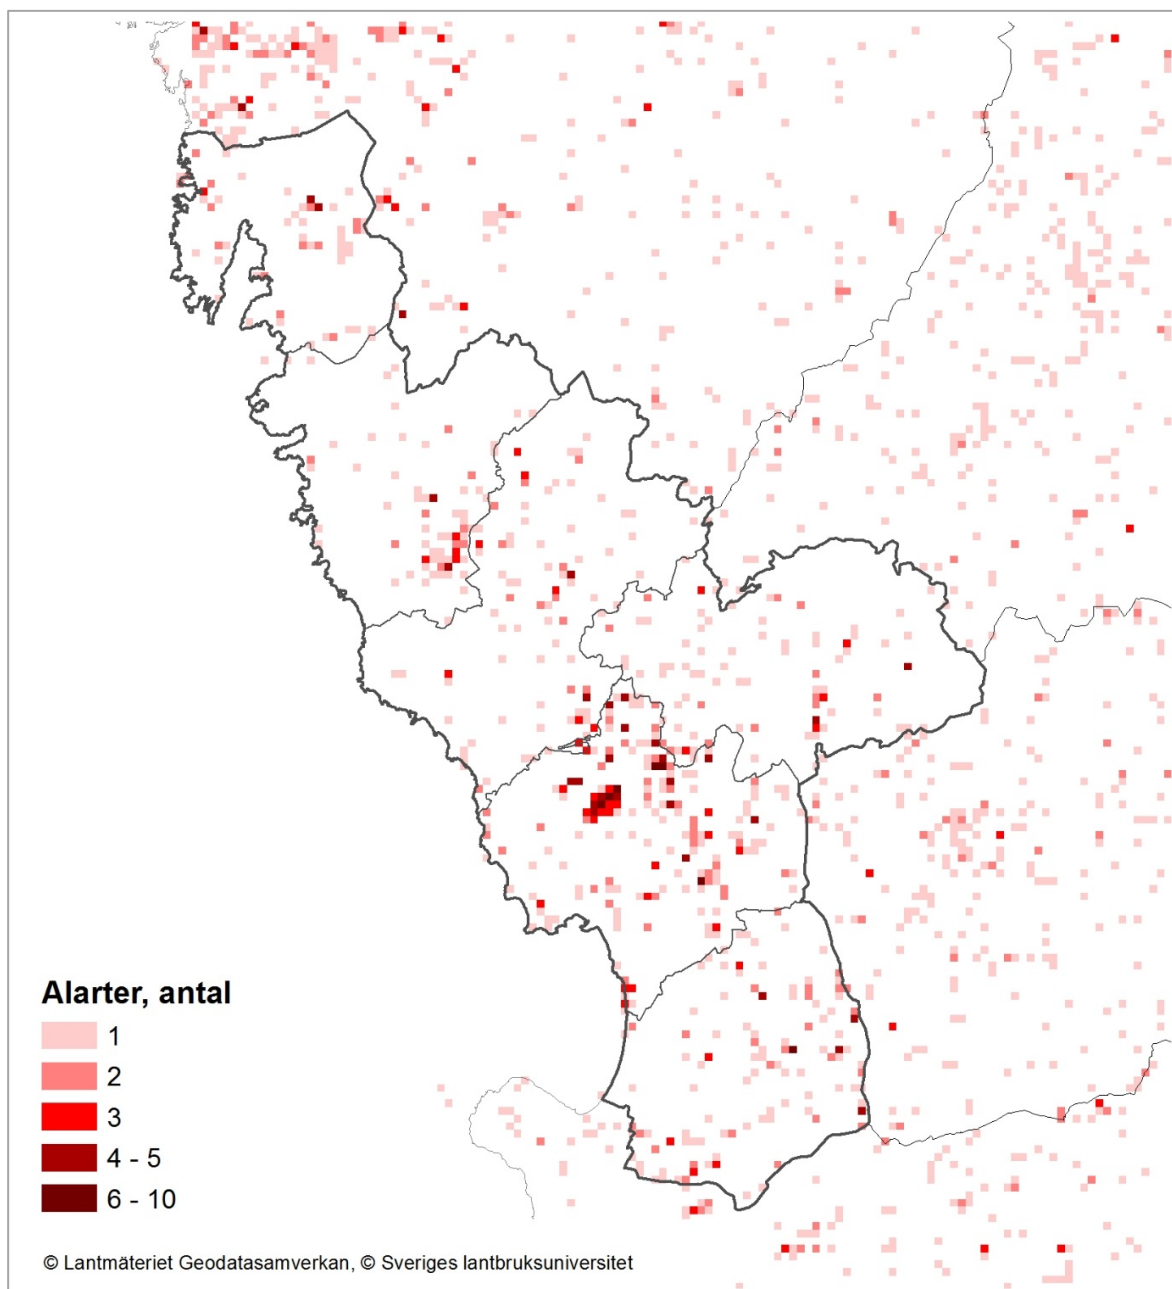 Alarter, antal
1
2
3
4 - 5
6 - 10
© Lantmäteriet Geodatasamverkan, © Sveriges lantbruksuniversitet